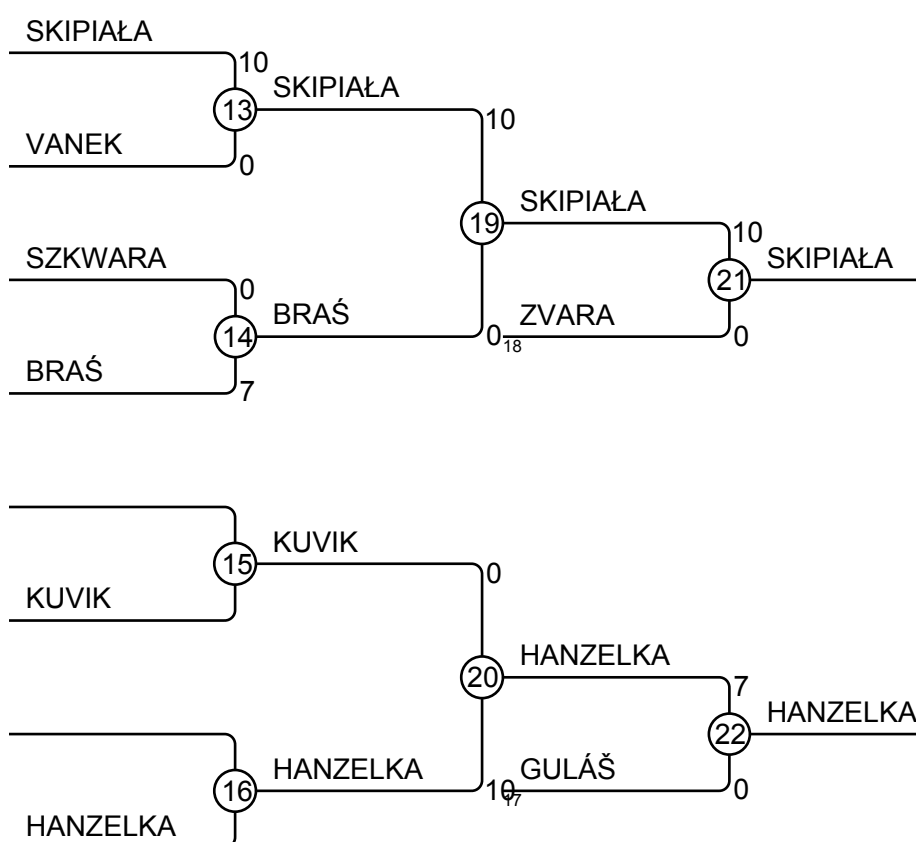 SKIPIAŁA
10
13
SKIPIAŁA
10
VANEK
0
19
SKIPIAŁA
10
SZKWARA
0
21
SKIPIAŁA
14
BRAŚ
0
18
ZVARA
0
BRAŚ
7
15
KUVIK
0
KUVIK
20
HANZELKA
7
22
HANZELKA
16
HANZELKA
10
17
GULÁŠ
0
HANZELKA